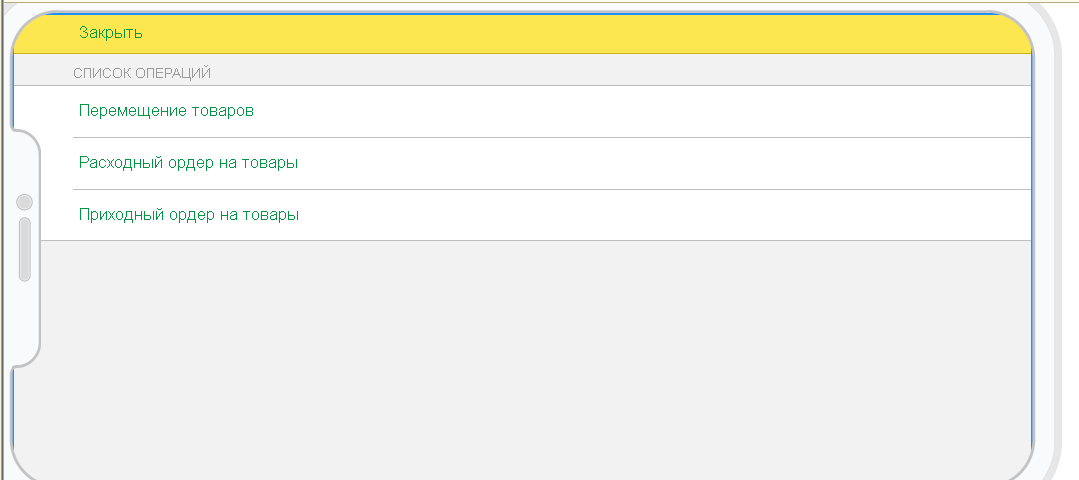 Закрыть
СПИСОК ОПЕРАЦИЙ
Перемещение товаров
Расходный ордер на товары
Приходный ордер на товары